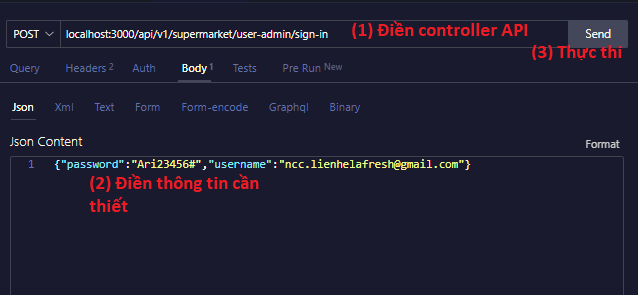 POST localhost:3000/api/v1/supermarket/user-admin/sign-in (1) Điền controller API Send
(3) Thực thi
Query Headers 2 Auth Body 1 Tests Pre Run New
Json Xml Text Form Form-encode Graphql Binary
Json Content Format
1 {"password":"Ari23456#","username":"ncc.lienhelafresh@gmail.com"}
(2) Điền thông tin cần
thiết